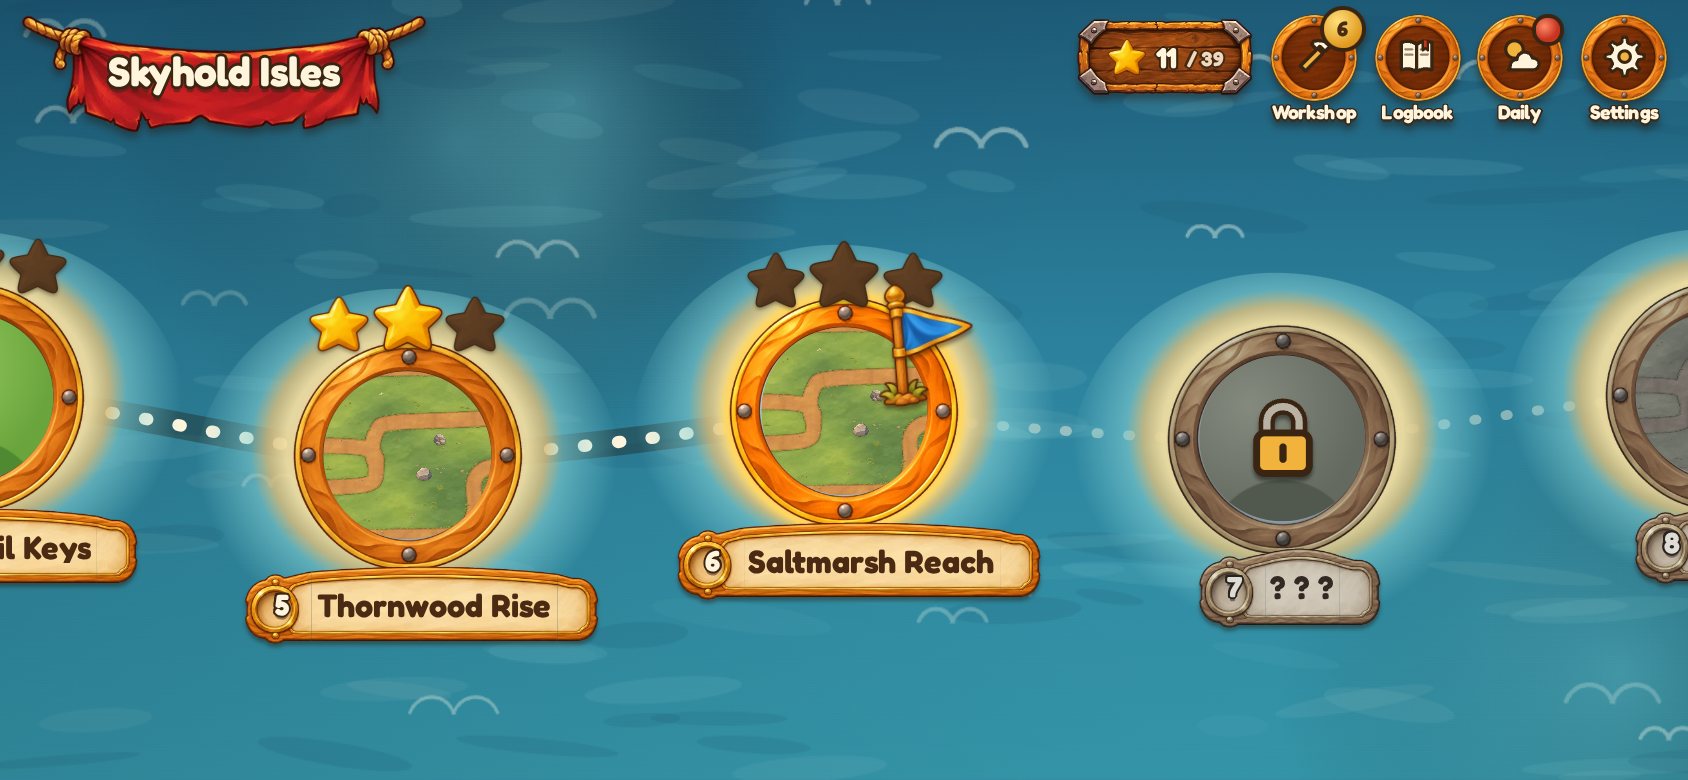 Skyhold Isles
11 /39
6
Workshop
Logbook
Daily
Settings
il Keys
5 Thornwood Rise
6 Saltmarsh Reach
7 ? ? ?
8